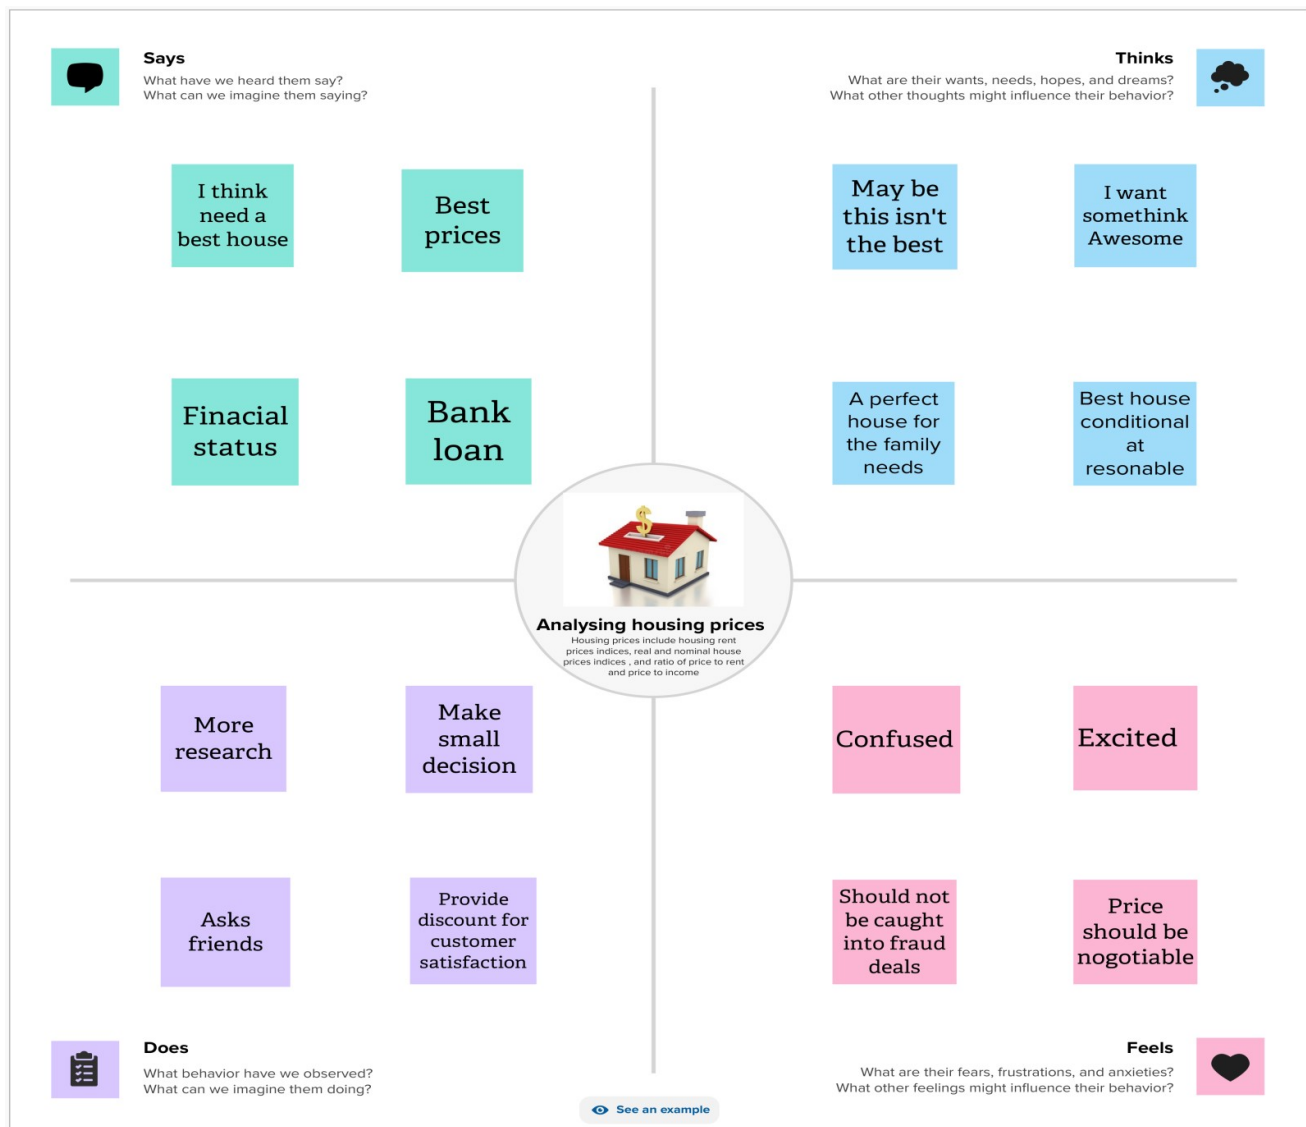 Says
What have we heard them say?
What can we imagine them saying?
Thinks
What are their wants, needs, hopes, and dreams?
What other thoughts might influence their behavior?
I think
need a
best house
Best
prices
May be
this isn't
the best
I want
somethink
Awesome
Finacial
status
Bank
loan
A perfect
house for
the family
needs
Best house
conditional
at
resonable
$
Analysing housing prices
Housing prices include housing rent
prices indices, real and nominal house
prices indices , and ratio of price to rent
and price to income
More
research
Make
small
decision
Confused
Excited
Asks
friends
Provide
discount for
customer
satisfaction
Should not
be caught
into fraud
deals
Price
should be
nogotiable
Does
What behavior have we observed?
What can we imagine them doing?
Feels
What are their fears, frustrations, and anxieties?
What other feelings might influence their behavior?
See an example